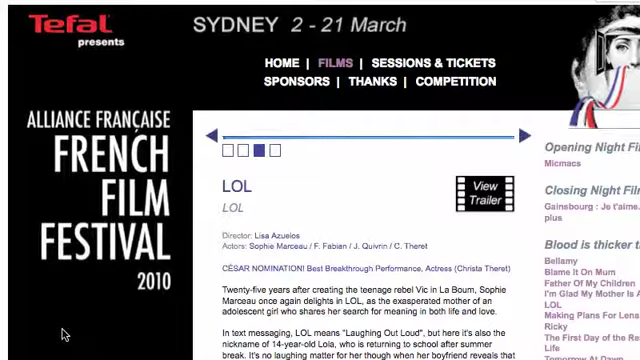 Tefal
presents
SYDNEY 2 - 21 March
HOME | FILMS | SESSIONS & TICKETS
SPONSORS | THANKS | COMPETITION
ALLIANCE FRANÇAISE
FRENCH
FILM
FESTIVAL
2010
LOL
LOL
View
Trailer
Director: Lisa Azuelos
Actors: Sophie Marceau / F. Fabian / J. Quivrin / C. Theret
CÉSAR NOMINATION! Best Breakthrough Performance, Actress (Christa Theret)
Twenty-five years after creating the teenage rebel Vic in La Boum, Sophie
Marceau once again delights in LOL, as the exasperated mother of an
adolescent girl who shares her search for meaning in both life and love.
In text messaging, LOL means "Laughing Out Loud", but here it's also the
nickname of 14-year-old Lola, who is returning to school after summer
break. It's no laughing matter for her though when her boyfriend reveals that
Opening Night Fi
Micmacs
Closing Night Fi
Gainsbourg : Je t'aime.
plus
Blood is thicker t
Bellamy
Blame It On Mum
Father Of My Children
I'm Glad My Mother Is A
LOL
Making Plans For Lena
Ricky
The First Day of the Re
Life
Tomorrow At Dawn